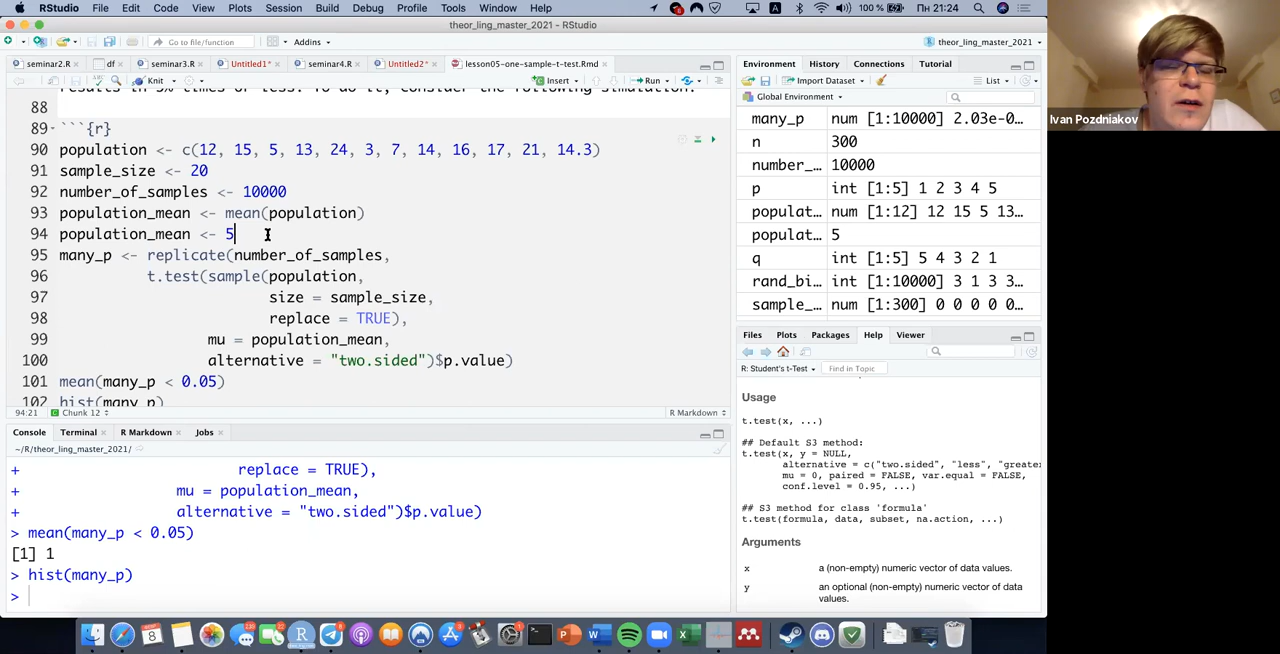 RStudio File Edit Code View Plots Session Build Debug Profile Tools Window Help 100 % Пн 21:24
theor_ling_master_2021 - RStudio
Go to file/function Addins theor_ling_master_2021
seminar2.R df seminar3.R Untitled1* seminar4.R Untitled2* lesson05-one-sample-t-test.Rmd
Knit Insert Run
88
89 ```{r}
90 population <- c(12, 15, 5, 13, 24, 3, 7, 14, 16, 17, 21, 14.3)
91 sample_size <- 20
92 number_of_samples <- 10000
93 population_mean <- mean(population)
94 population_mean <- 5
95 many_p <- replicate(number_of_samples,
96 t.test(sample(population,
97 size = sample_size,
98 replace = TRUE),
99 mu = population_mean,
100 alternative = "two.sided")$p.value)
101 mean(many_p < 0.05)
102 hist(many_p)
94:21 Chunk 12 R Markdown
Console Terminal R Markdown Jobs
~/R/theor_ling_master_2021/
+ replace = TRUE),
+ mu = population_mean,
+ alternative = "two.sided")$p.value)
> mean(many_p < 0.05)
[1] 1
> hist(many_p)
>
Environment History Connections Tutorial
Import Dataset List
Global Environment
many_p num [1:10000] 2.03e-0…
n 300
number_… 10000
p int [1:5] 1 2 3 4 5
populat… num [1:12] 12 15 5 13…
populat… 5
q int [1:5] 5 4 3 2 1
rand_bi… int [1:10000] 3 1 3 3…
sample_… num [1:300] 0 0 0 0 0…
Files Plots Packages Help Viewer
R: Student's t-Test Find in Topic
Usage
t.test(x, ...)
## Default S3 method:
t.test(x, y = NULL,
alternative = c("two.sided", "less", "greate
mu = 0, paired = FALSE, var.equal = FALSE,
conf.level = 0.95, ...)
## S3 method for class 'formula'
t.test(formula, data, subset, na.action, ...)
Arguments
x a (non-empty) numeric vector of data values.
y an optional (non-empty) numeric vector of data
values.
Ivan Pozdniakov